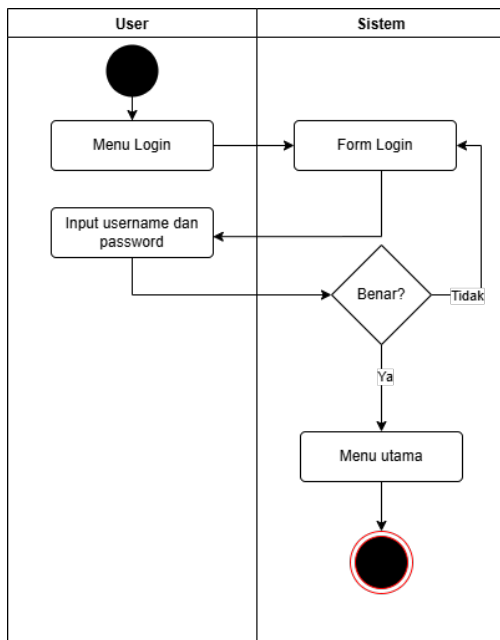 User
Sistem
Menu Login
Form Login
Input username dan
password
Benar?
Tidak
Ya
Menu utama